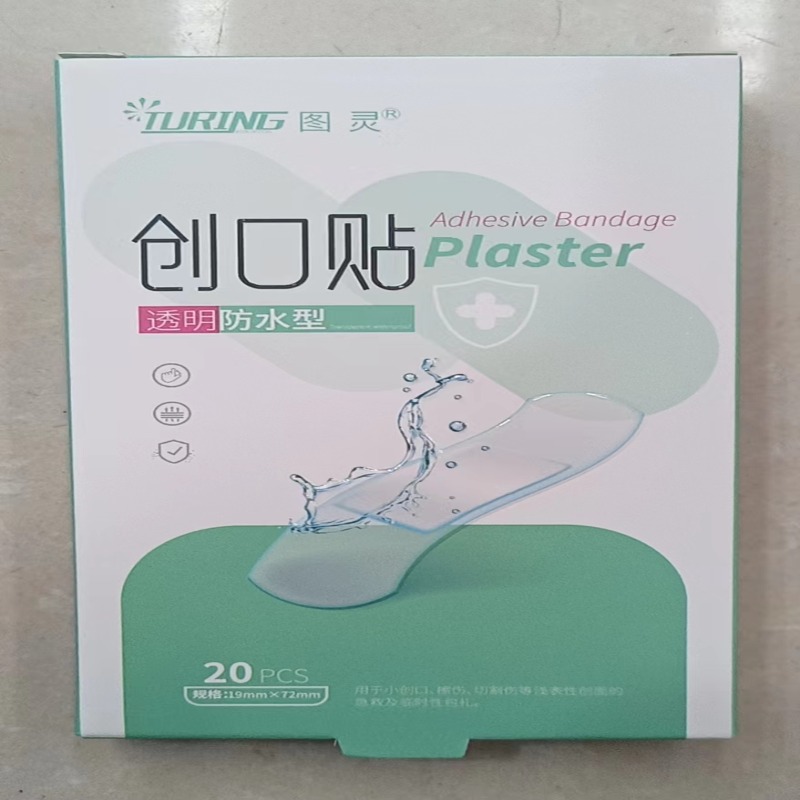 TURING 图灵®
创口贴
Adhesive Bandage
Plaster
透明防水型
20 PCS
规格:19mm×72mm
用于小创口、擦伤、切割伤等浅表性创面的
急救及临时性包扎。